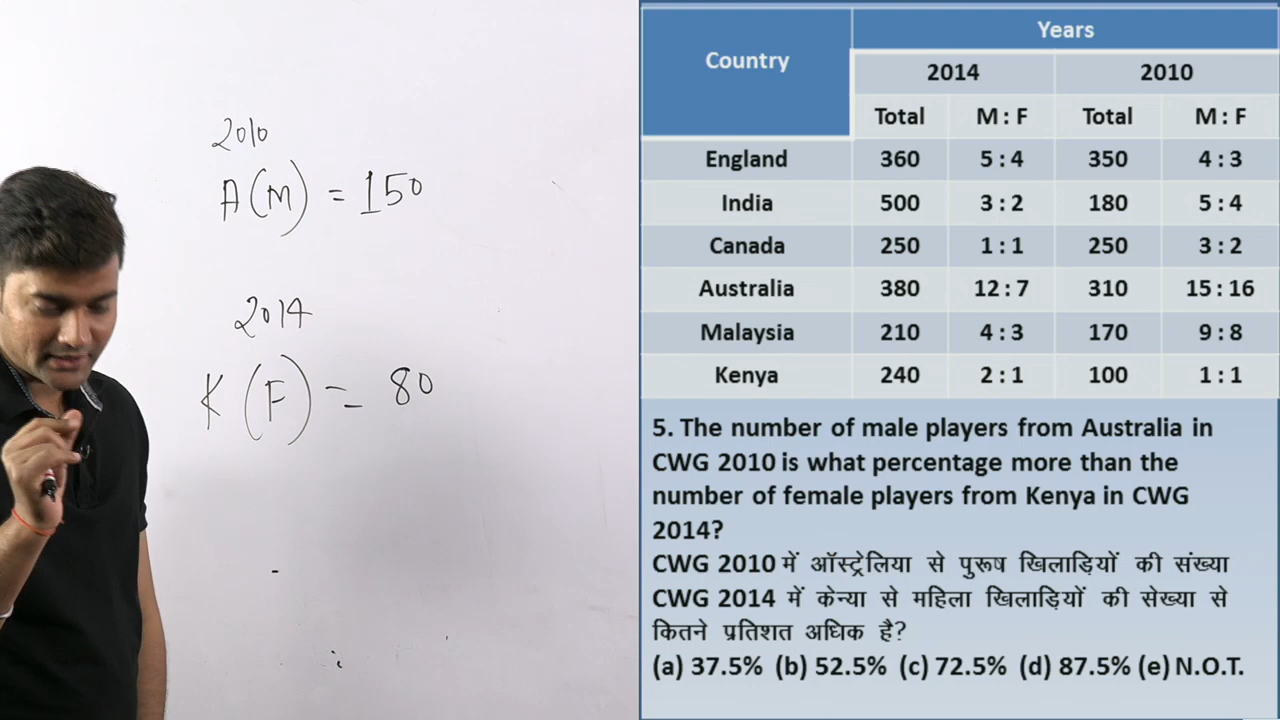 2010
A(M) = 150
2014
K(F) = 80
Country Years
2014 2010
Total M : F Total M : F
England 360 5 : 4 350 4 : 3
India 500 3 : 2 180 5 : 4
Canada 250 1 : 1 250 3 : 2
Australia 380 12 : 7 310 15 : 16
Malaysia 210 4 : 3 170 9 : 8
Kenya 240 2 : 1 100 1 : 1
5. The number of male players from Australia in
CWG 2010 is what percentage more than the
number of female players from Kenya in CWG
2014?
CWG 2010 में ऑस्ट्रेलिया से पुरूष खिलाड़ियों की संख्या
CWG 2014 में केन्या से महिला खिलाड़ियों की सेख्या से
कितने प्रतिशत अधिक है?
(a) 37.5% (b) 52.5% (c) 72.5% (d) 87.5% (e) N.O.T.